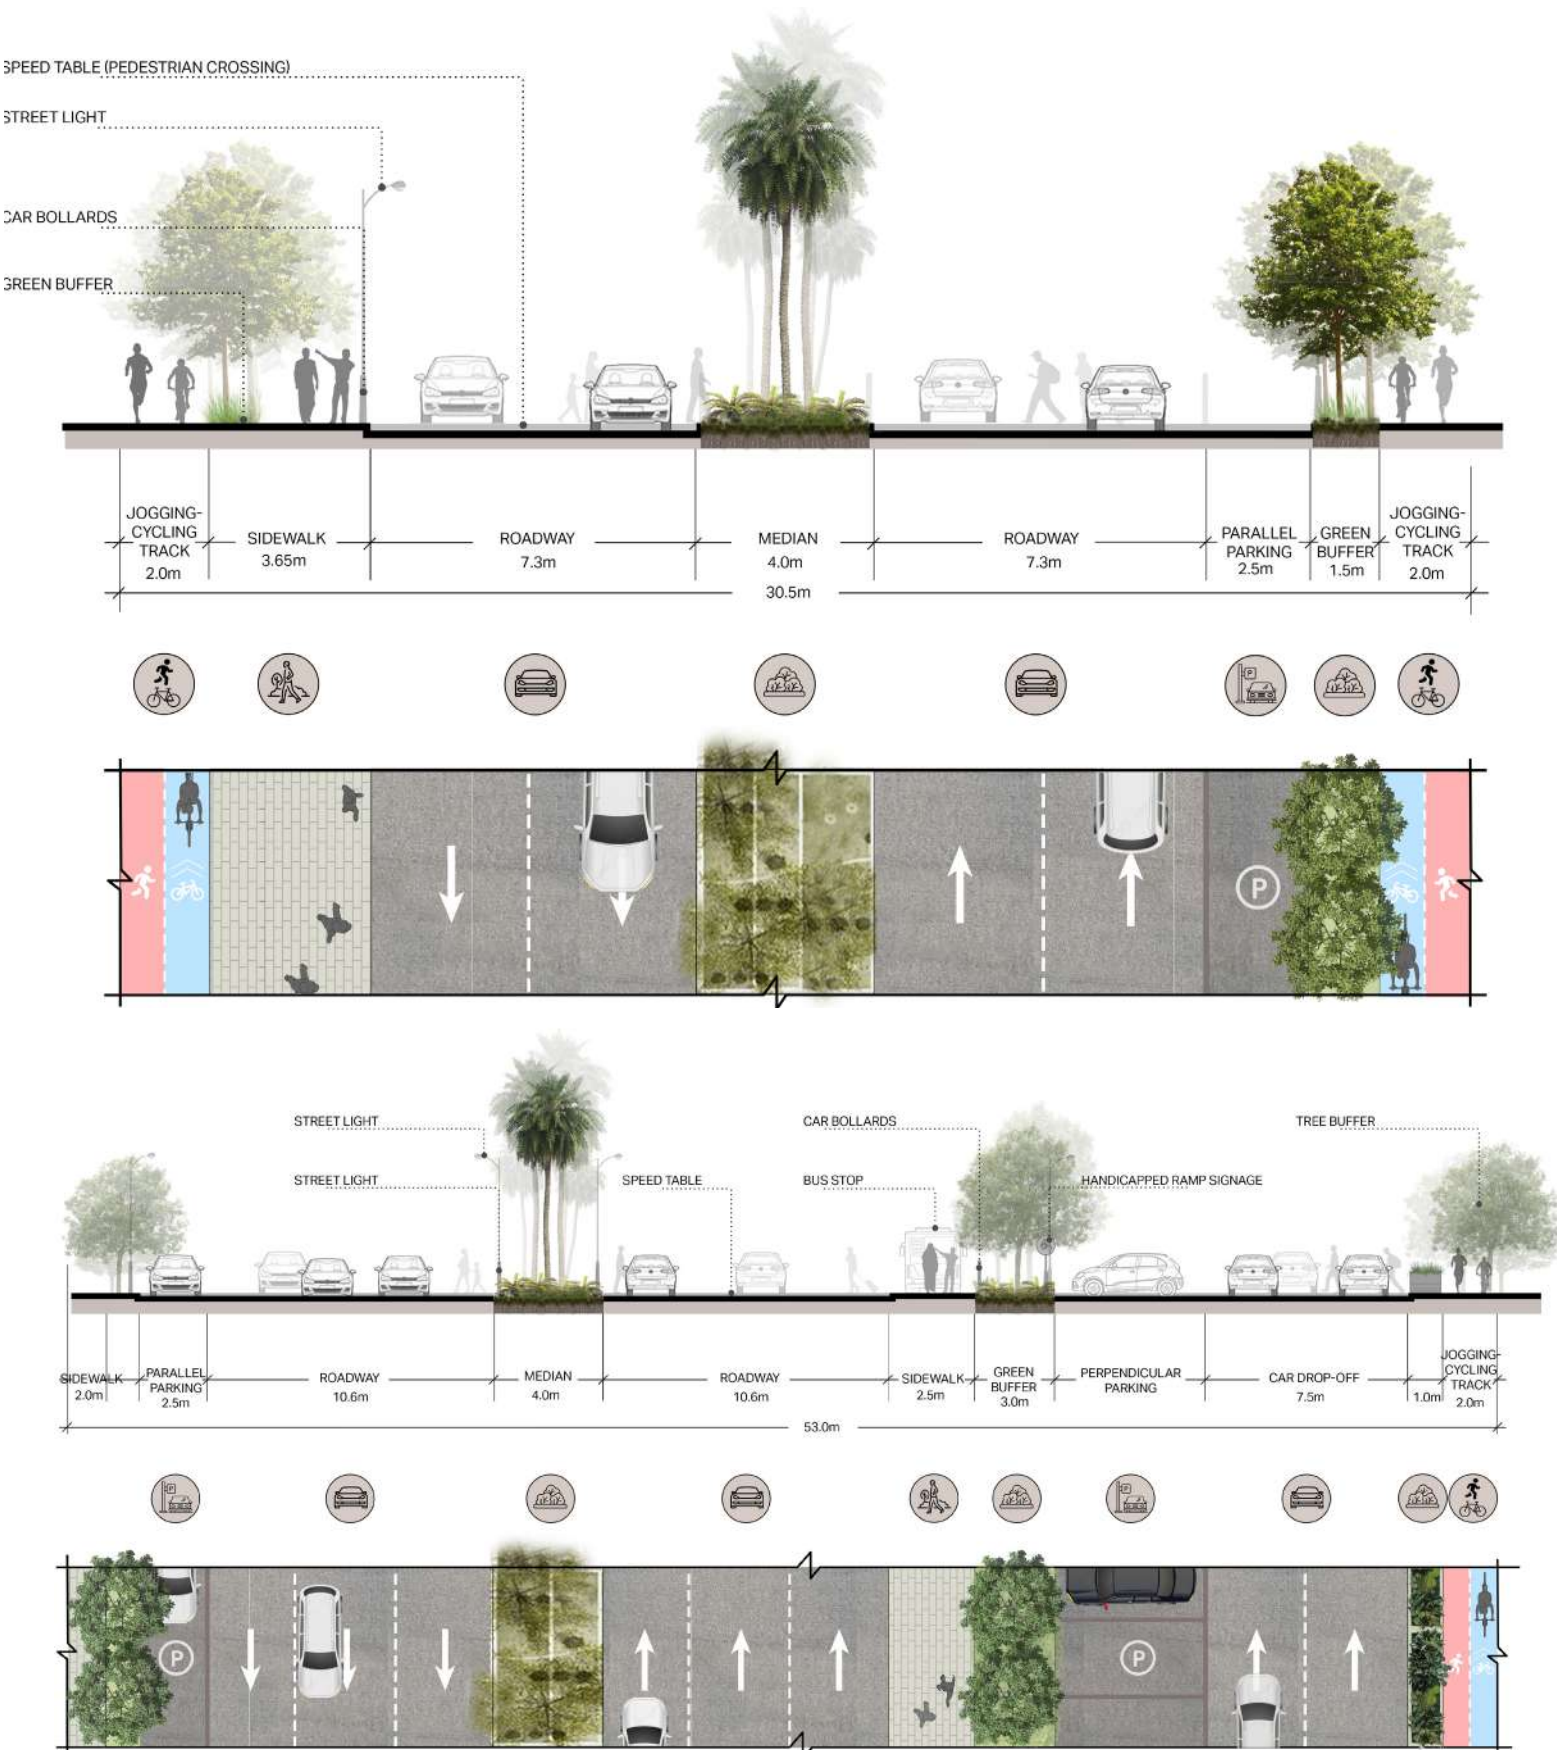 SPEED TABLE (PEDESTRIAN CROSSING)
STREET LIGHT
CAR BOLLARDS
GREEN BUFFER
JOGGING-
CYCLING
TRACK
2.0m
SIDEWALK
3.65m
ROADWAY
7.3m
MEDIAN
4.0m
ROADWAY
7.3m
PARALLEL
PARKING
2.5m
GREEN
BUFFER
1.5m
JOGGING-
CYCLING
TRACK
2.0m
30.5m
P
P
STREET LIGHT
CAR BOLLARDS
TREE BUFFER
STREET LIGHT
SPEED TABLE
BUS STOP
HANDICAPPED RAMP SIGNAGE
SIDEWALK
2.0m
PARALLEL
PARKING
2.5m
ROADWAY
10.6m
MEDIAN
4.0m
ROADWAY
10.6m
SIDEWALK
2.5m
GREEN
BUFFER
3.0m
PERPENDICULAR
PARKING
CAR DROP-OFF
7.5m
1.0m
JOGGING-
CYCLING
TRACK
2.0m
53.0m
P
P
P
P